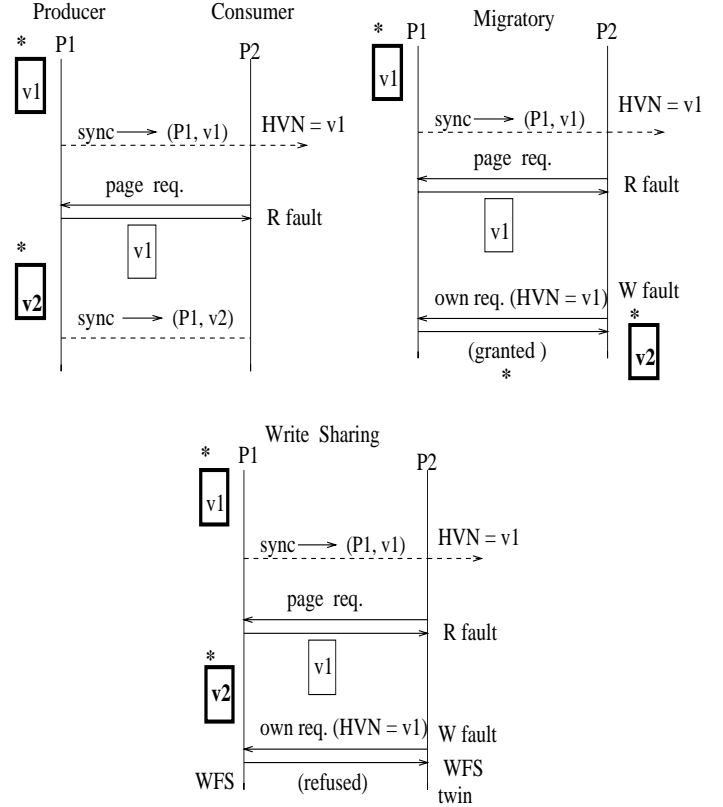 Producer Consumer
* P1 P2
v1
sync (P1, v1) HVN = v1
page req.
R fault
v1
*
v2
sync (P1, v2)
Migratory
* P1 P2
v1
HVN = v1
sync (P1, v1)
page req.
R fault
v1
W fault
own req. (HVN = v1)
*
(granted ) v2
*
Write Sharing
* P1 P2
v1
HVN = v1
sync (P1, v1)
page req.
R fault
v1
*
v2
own req. (HVN = v1) W fault
WFS (refused) WFS
twin